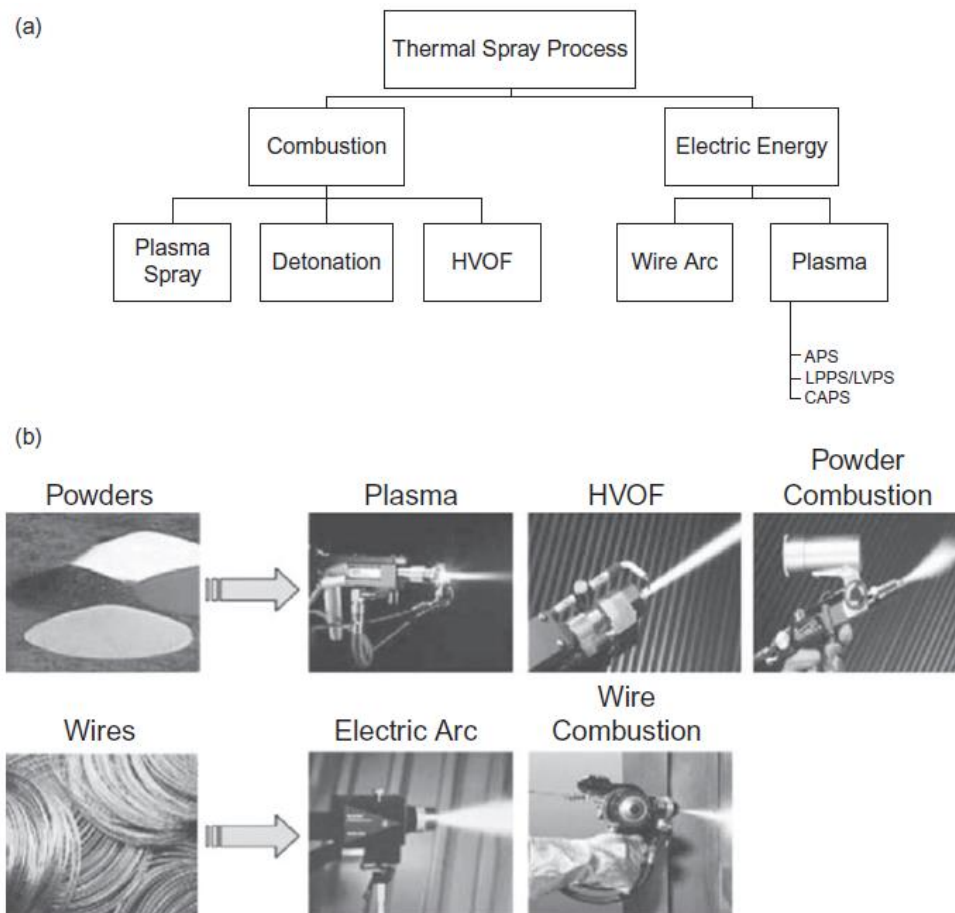 (a)
Thermal Spray Process
Combustion
Electric Energy
Plasma
Spray
Detonation
HVOF
Wire Arc
Plasma
APS
LPPS/LVPS
CAPS
(b)
Powders
Plasma
HVOF
Powder
Combustion
Wires
Electric Arc
Wire
Combustion